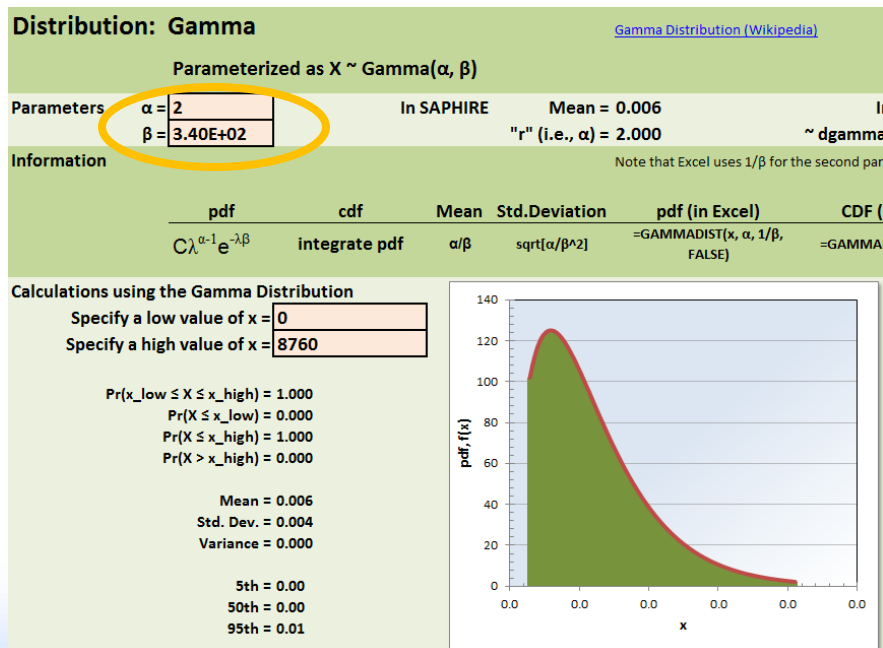 Distribution: Gamma
Gamma Distribution (Wikipedia)
Parameterized as X ~ Gamma(α, β)
Parameters α = 2 In SAPHIRE Mean = 0.006
β = 3.40E+02 "r" (i.e., α) = 2.000 ~ dgamma
Information Note that Excel uses 1/β for the second par
pdf cdf Mean Std.Deviation pdf (in Excel) CDF (
Cλ^α-1 e^-λβ integrate pdf α/β sqrt[α/β^2] =GAMMADIST(x, α, 1/β, FALSE) =GAMMA
Calculations using the Gamma Distribution
Specify a low value of x = 0
Specify a high value of x = 8760
Pr(x_low ≤ X ≤ x_high) = 1.000
Pr(X ≤ x_low) = 0.000
Pr(X ≤ x_high) = 1.000
Pr(X > x_high) = 0.000
Mean = 0.006
Std. Dev. = 0.004
Variance = 0.000
5th = 0.00
50th = 0.00
95th = 0.01
140
120
100
80
60
40
20
0
pdf, f(x)
0.0 0.0 0.0 0.0 0.0 0.0
x